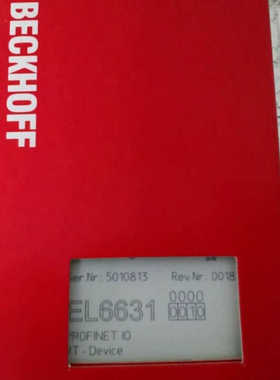 BECKHOFF
Ser.Nr: 5010813 Rev.Nr: 0018
EL6631 0000
0010
PROFINET IO
RT - Device